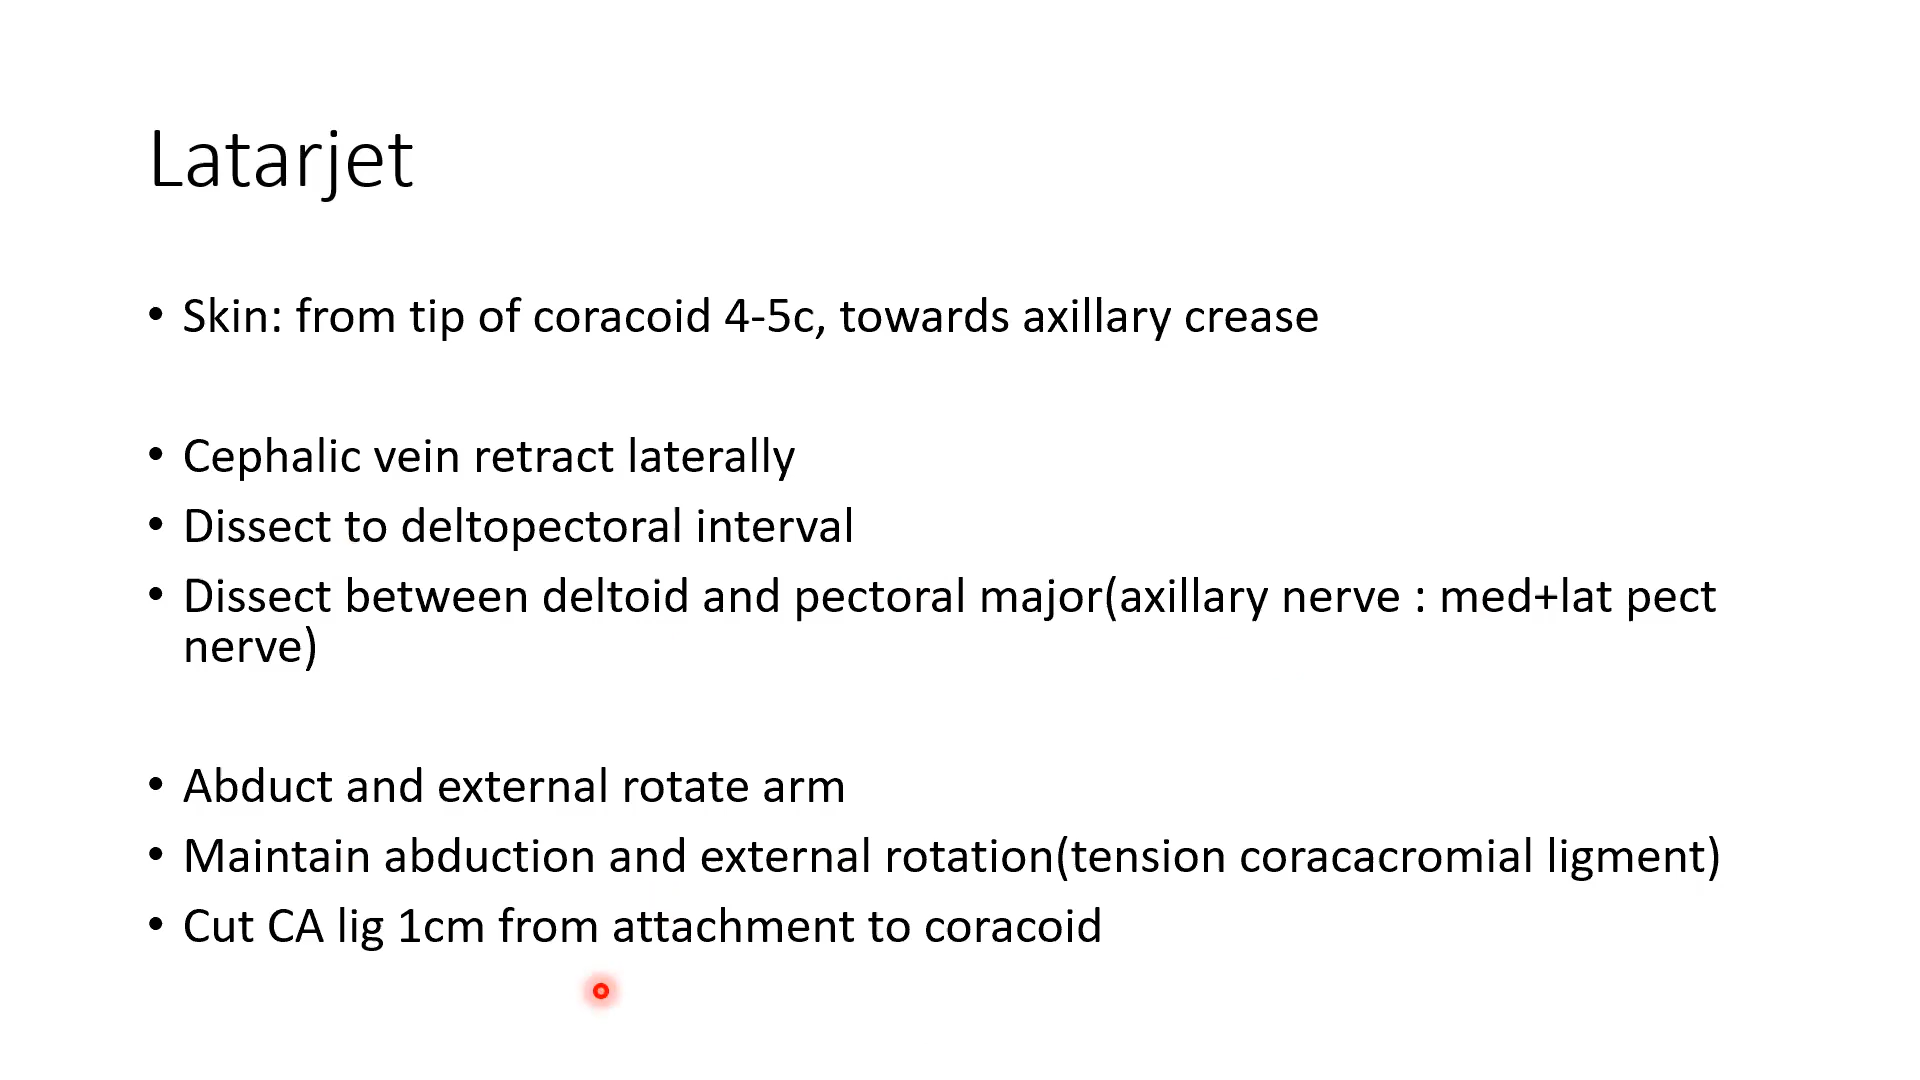 Latarjet
• Skin: from tip of coracoid 4-5c, towards axillary crease
• Cephalic vein retract laterally
• Dissect to deltopectoral interval
• Dissect between deltoid and pectoral major(axillary nerve : med+lat pect
nerve)
• Abduct and external rotate arm
• Maintain abduction and external rotation(tension coracacromial ligment)
• Cut CA lig 1cm from attachment to coracoid